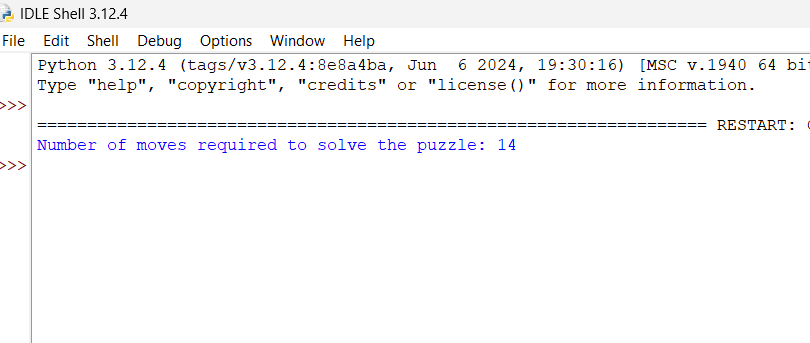 IDLE Shell 3.12.4
File Edit Shell Debug Options Window Help
Python 3.12.4 (tags/v3.12.4:8e8a4ba, Jun  6 2024, 19:30:16) [MSC v.1940 64
Type "help", "copyright", "credits" or "license()" for more information.
>>>
=================================================================== RESTART:
Number of moves required to solve the puzzle: 14
>>>